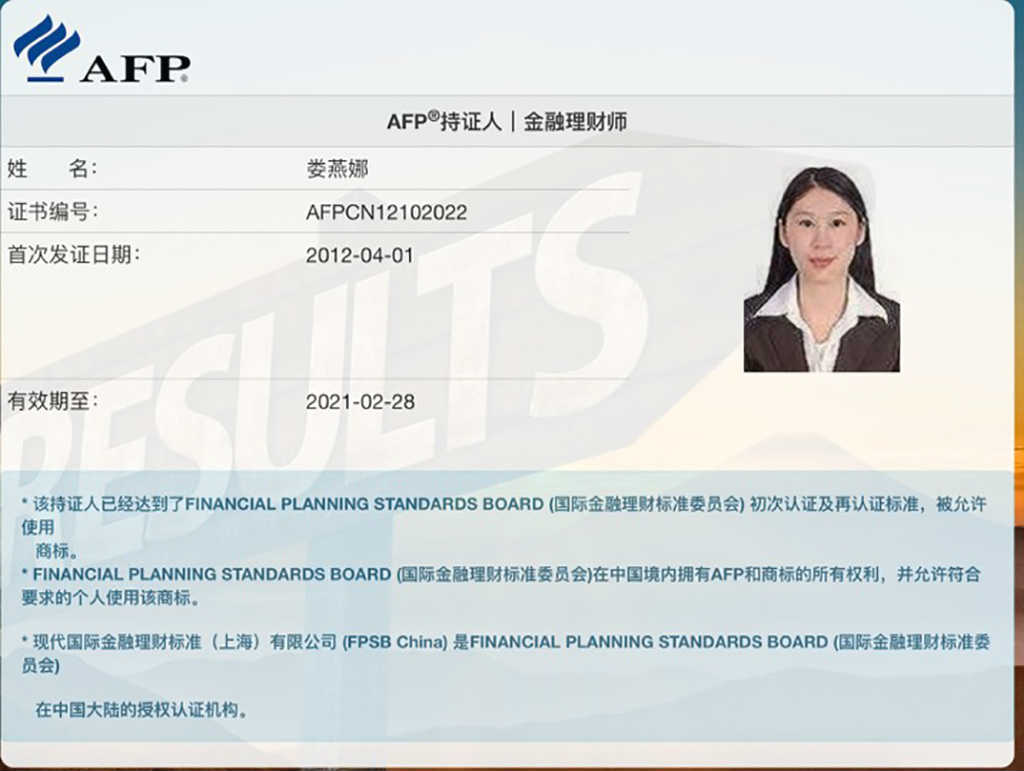 AFP®
AFP®持证人｜金融理财师
姓 名： 娄燕娜
证书编号： AFPCN12102022
首次发证日期： 2012-04-01
RESULTS
有效期至： 2021-02-28
* 该持证人已经达到了FINANCIAL PLANNING STANDARDS BOARD (国际金融理财标准委员会) 初次认证及再认证标准，被允许
使用
商标。
* FINANCIAL PLANNING STANDARDS BOARD (国际金融理财标准委员会)在中国境内拥有AFP和商标的所有权利，并允许符合
要求的个人使用该商标。
* 现代国际金融理财标准（上海）有限公司 (FPSB China) 是FINANCIAL PLANNING STANDARDS BOARD (国际金融理财标准委
员会)
在中国大陆的授权认证机构。